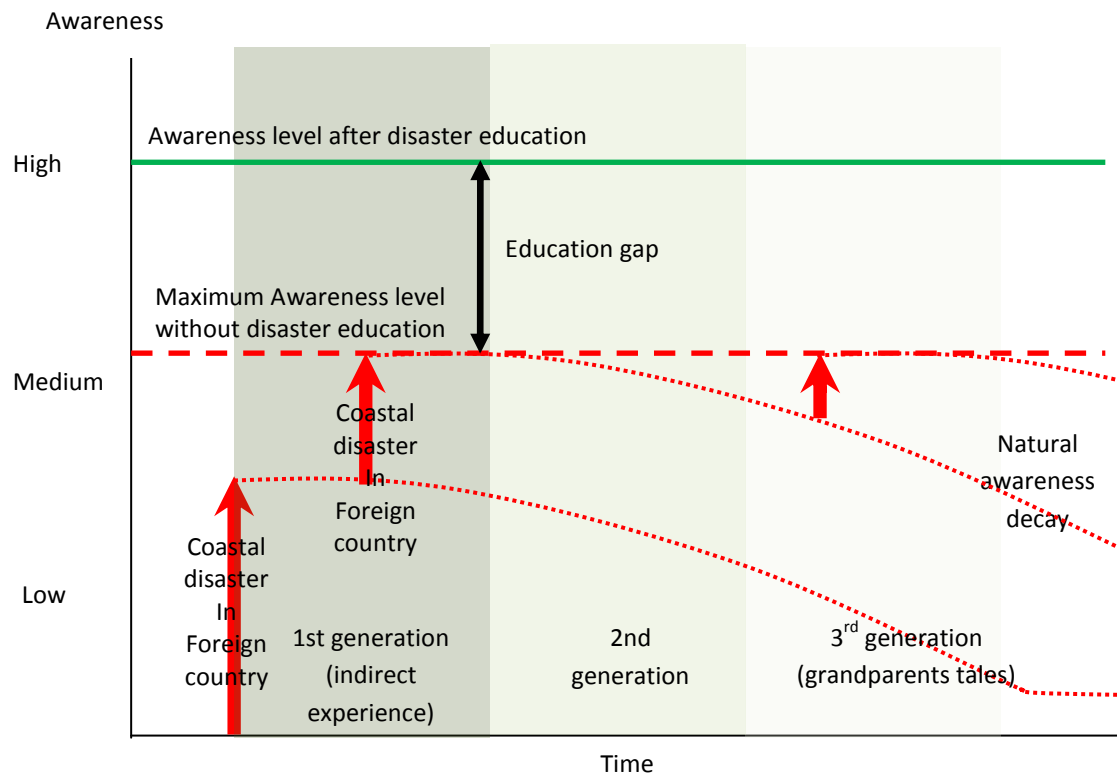 Awareness
Awareness level after disaster education
High
Education gap
Maximum Awareness level
without disaster education
Medium
Coastal
disaster
In
Foreign
country
Natural
awareness
decay
Coastal
disaster
In
Foreign
country
Low
1st generation
(indirect
experience)
2nd
generation
3rd generation
(grandparents tales)
Time